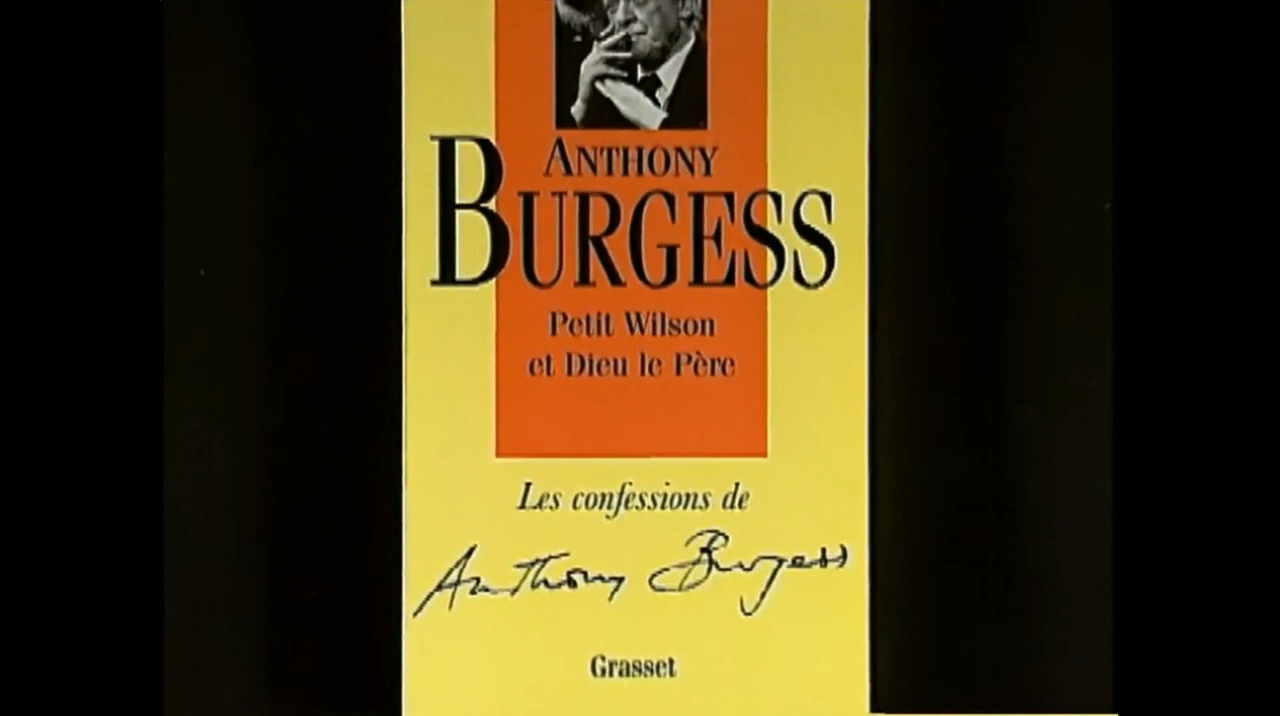 ANTHONY
BURGESS
Petit Wilson
et Dieu le Père
Les confessions de
Anthony Burgess
Grasset